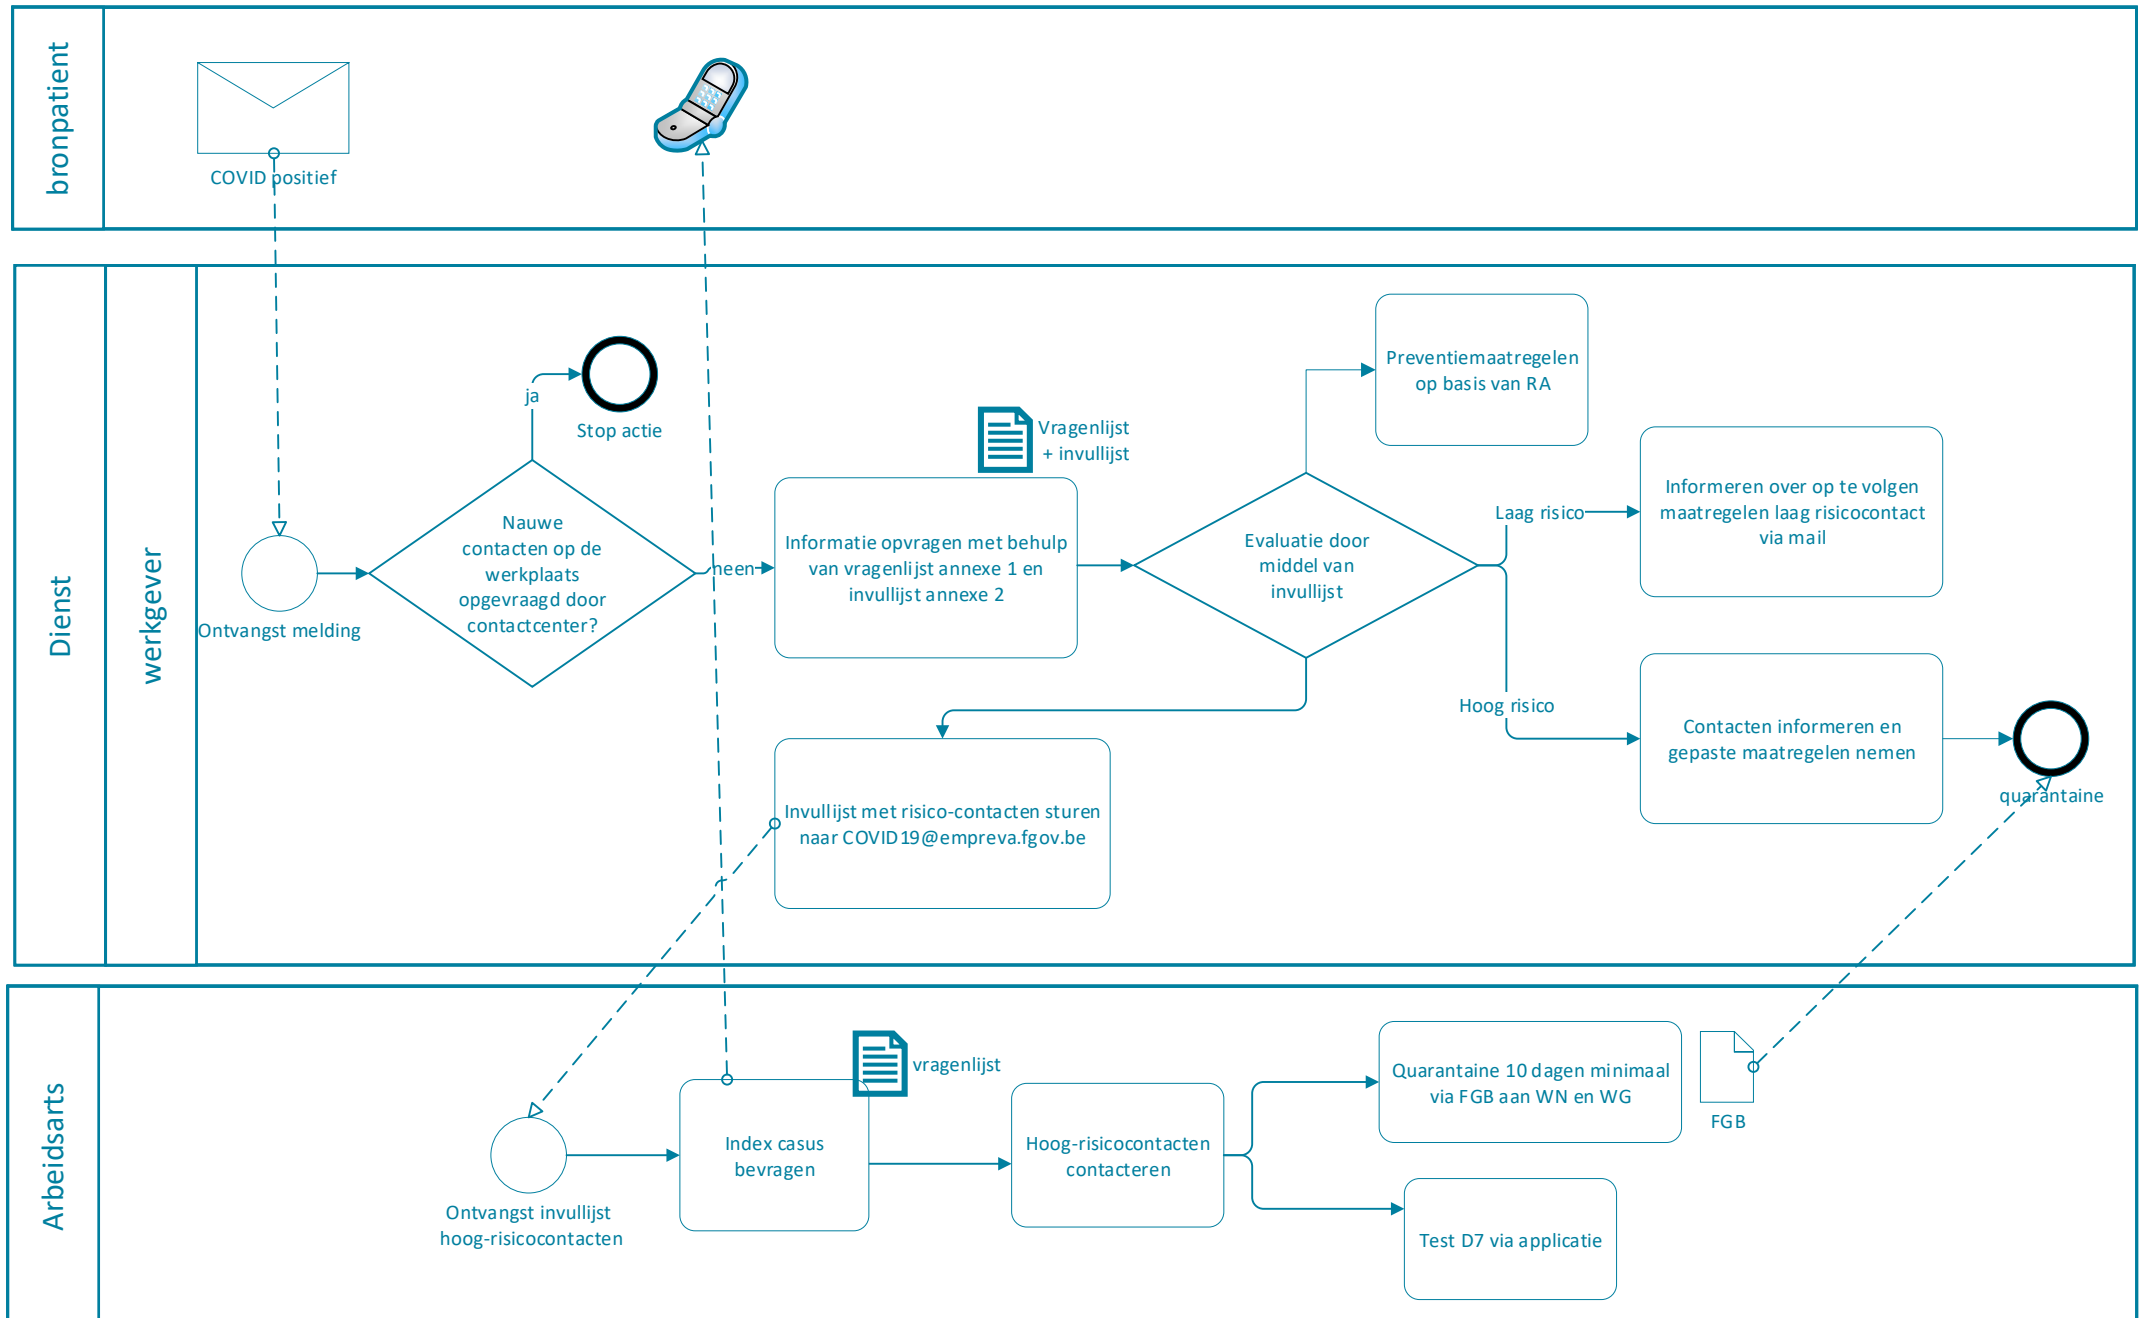 bronpatient
COVID positief
Dienst
werkgever
Ontvangst melding
Nauwe
contacten op de
werkplaats
opgevraagd door
contactcenter?
ja
Stop actie
neen
Vragenlijst
+ invullijst
Informatie opvragen met behulp
van vragenlijst annexe 1 en
invullijst annexe 2
Evaluatie door
middel van
invullijst
Preventiemaatregelen
op basis van RA
Laag risico
Informeren over op te volgen
maatregelen laag risicocontact
via mail
Hoog risico
Contacten informeren en
gepaste maatregelen nemen
quarantaine
Invullijst met risico-contacten sturen
naar COVID19@empreva.fgov.be
Arbeidsarts
Ontvangst invullijst
hoog-risicocontacten
Index casus
bevragen
vragenlijst
Hoog-risicocontacten
contacteren
Quarantaine 10 dagen minimaal
via FGB aan WN en WG
FGB
Test D7 via applicatie